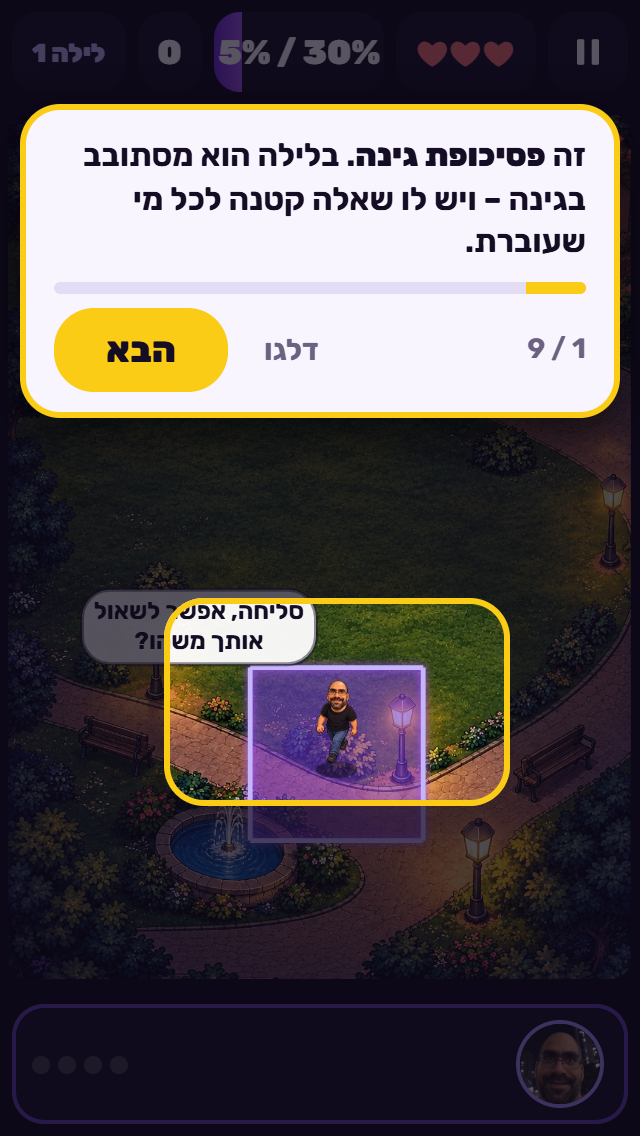 לילה 1
0
5% / 30%
זה פסיכופת גינה. בלילה הוא מסתובב
בגינה – ויש לו שאלה קטנה לכל מי
שעוברת.
1 / 9
דלגו
הבא
סליחה, אפשר לשאול
אותך משהו?